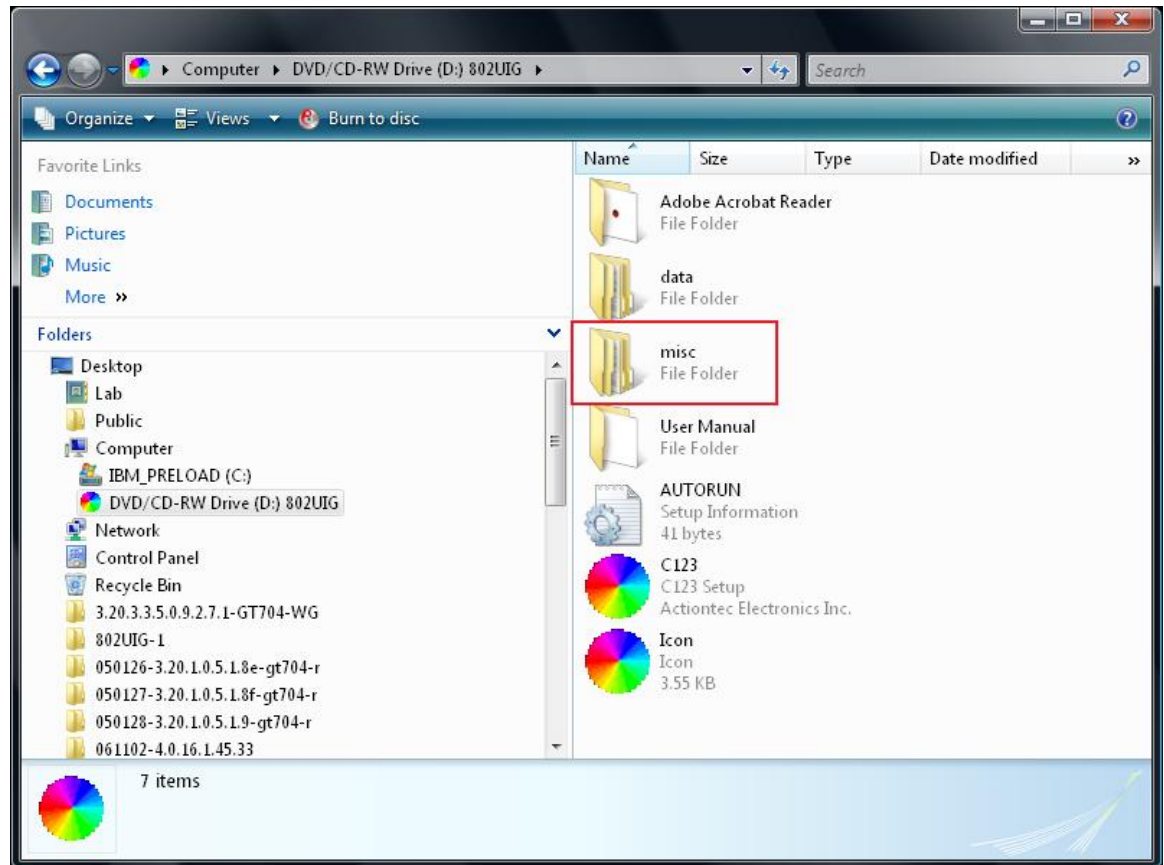 Computer DVD/CD-RW Drive (D:) 802UIG
Search
Organize Views Burn to disc
Favorite Links
Documents
Pictures
Music
More »
Folders
Desktop
Lab
Public
Computer
IBM_PRELOAD (C:)
DVD/CD-RW Drive (D:) 802UIG
Network
Control Panel
Recycle Bin
3.20.3.3.5.0.9.2.7.1-GT704-WG
802UIG-1
050126-3.20.1.0.5.1.8e-gt704-r
050127-3.20.1.0.5.1.8f-gt704-r
050128-3.20.1.0.5.1.9-gt704-r
061102-4.0.16.1.45.33
Name Size Type Date modified »
Adobe Acrobat Reader
File Folder
data
File Folder
misc
File Folder
User Manual
File Folder
AUTORUN
Setup Information
41 bytes
C123
C123 Setup
Actiontec Electronics Inc.
Icon
Icon
3.55 KB
7 items